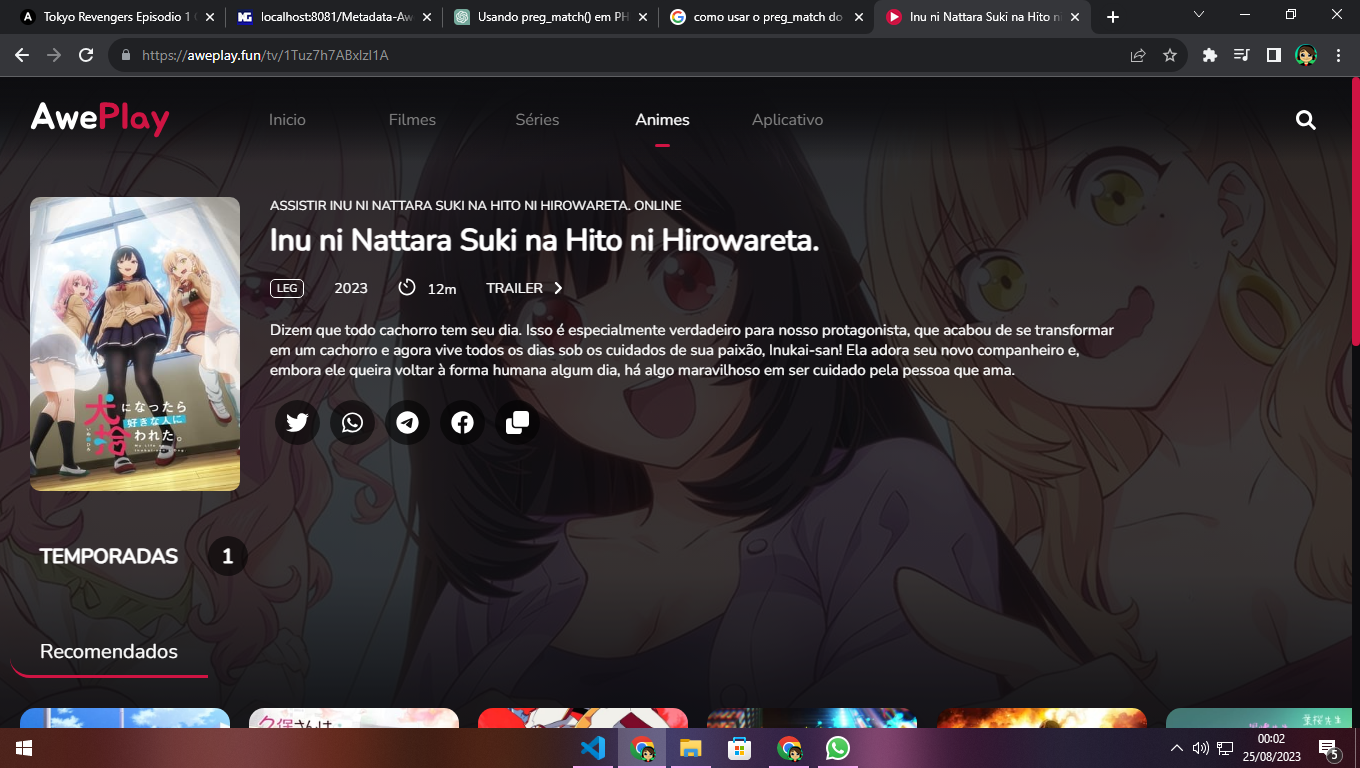 Tokyo Revengers Episodio 1
localhost:8081/Metadata-Aw
Usando preg_match() em PH
como usar o preg_match do
Inu ni Nattara Suki na Hito ni
https://aweplay.fun/tv/1Tuz7h7ABxIzI1A
AwePlay
Inicio
Filmes
Séries
Animes
Aplicativo
ASSISTIR INU NI NATTARA SUKI NA HITO NI HIROWARETA. ONLINE
Inu ni Nattara Suki na Hito ni Hirowareta.
LEG 2023 12m TRAILER
Dizem que todo cachorro tem seu dia. Isso é especialmente verdadeiro para nosso protagonista, que acabou de se transformar
em um cachorro e agora vive todos os dias sob os cuidados de sua paixão, Inukai-san! Ela adora seu novo companheiro e,
embora ele queira voltar à forma humana algum dia, há algo maravilhoso em ser cuidado pela pessoa que ama.
犬になったら
好きな人に
拾われた。
TEMPORADAS 1
Recomendados
久保さんは
00:02
25/08/2023
5